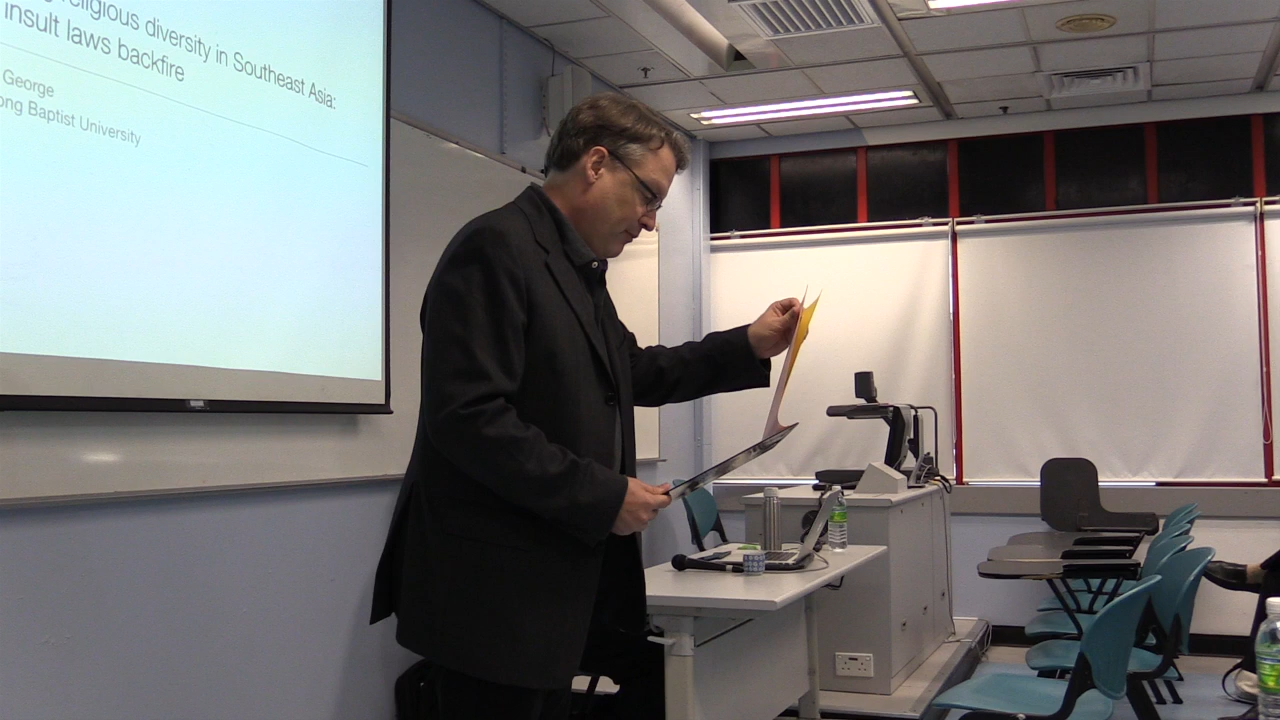 religious diversity in Southeast Asia:
insult laws backfire
George
ong Baptist University